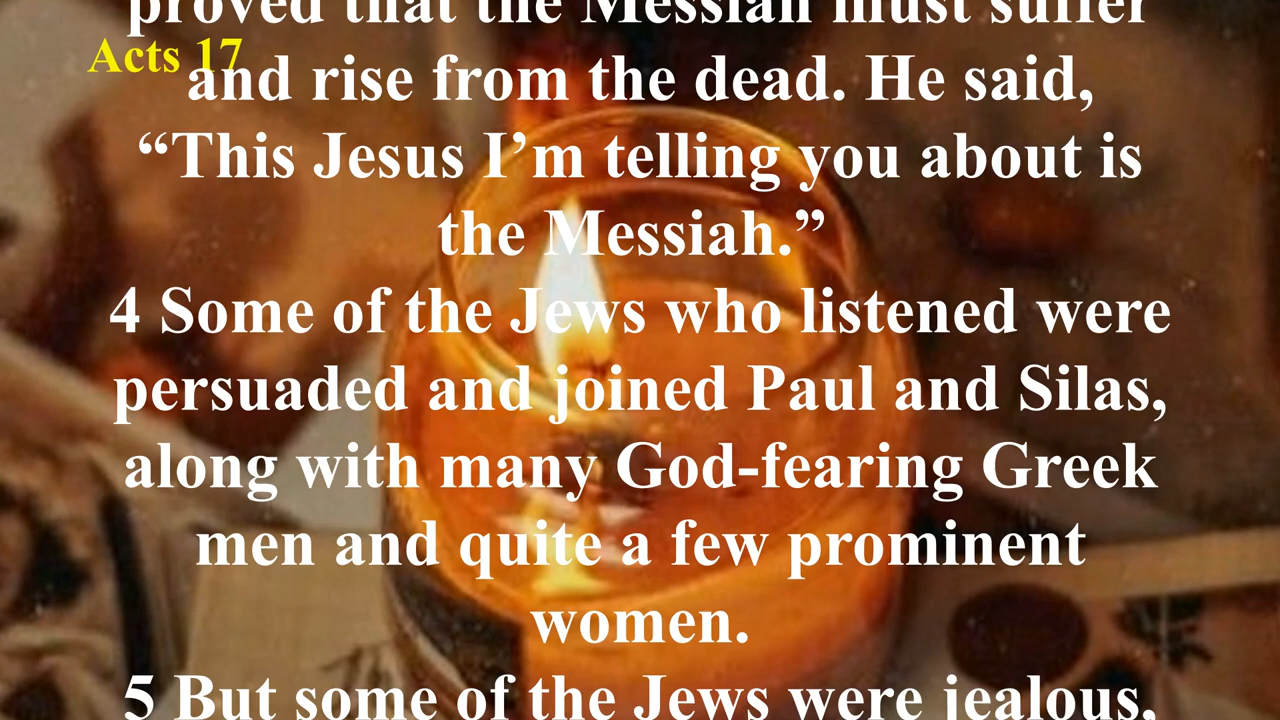 proved that the Messiah must suffer
Acts 17
and rise from the dead. He said,
“This Jesus I’m telling you about is
the Messiah.”
4 Some of the Jews who listened were
persuaded and joined Paul and Silas,
along with many God-fearing Greek
men and quite a few prominent
women.
5 But some of the Jews were jealous,